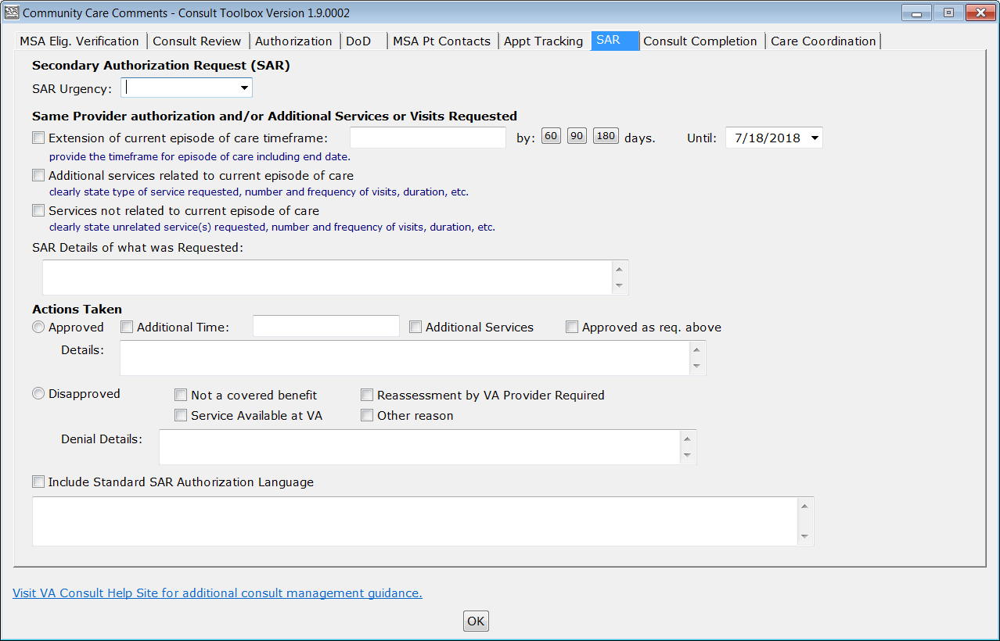 Community Care Comments - Consult Toolbox Version 1.9.0002
MSA Elig. Verification Consult Review Authorization DoD MSA Pt Contacts Appt Tracking SAR Consult Completion Care Coordination
Secondary Authorization Request (SAR)
SAR Urgency:
Same Provider authorization and/or Additional Services or Visits Requested
Extension of current episode of care timeframe: by: 60 90 180 days. Until: 7/18/2018
provide the timeframe for episode of care including end date.
Additional services related to current episode of care
clearly state type of service requested, number and frequency of visits, duration, etc.
Services not related to current episode of care
clearly state unrelated service(s) requested, number and frequency of visits, duration, etc.
SAR Details of what was Requested:
Actions Taken
Approved Additional Time: Additional Services Approved as req. above
Details:
Disapproved Not a covered benefit Reassessment by VA Provider Required
Service Available at VA Other reason
Denial Details:
Include Standard SAR Authorization Language
Visit VA Consult Help Site for additional consult management guidance.
OK